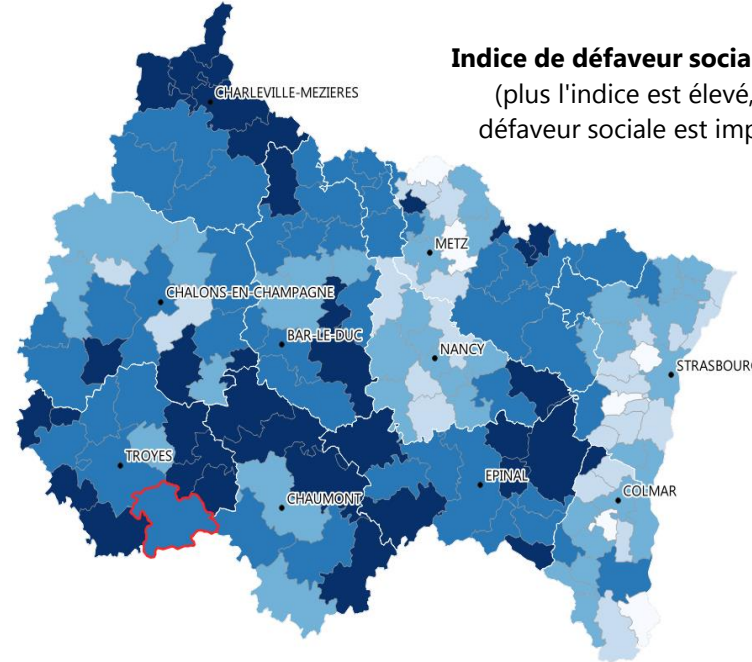 Indice de défaveur socia
(plus l'indice est élevé,
défaveur sociale est imp
CHARLEVILLE-MEZIERES
METZ
CHALONS-EN-CHAMPAGNE
BAR-LE-DUC
NANCY
STRASBOURG
TROYES
EPINAL
CHAUMONT
COLMAR